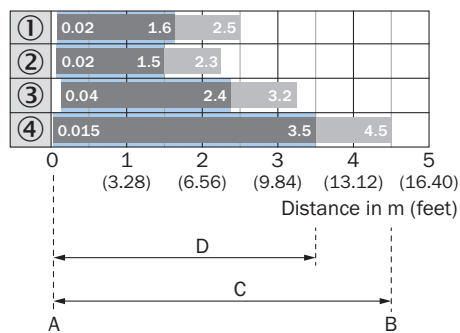 ① 0.02 1.6 2.5
② 0.02 1.5 2.3
③ 0.04 2.4 3.2
④ 0.015 3.5 4.5
0 1 2 3 4 5
(3.28) (6.56) (9.84) (13.12) (16.40)
Distance in m (feet)
D
C
A B